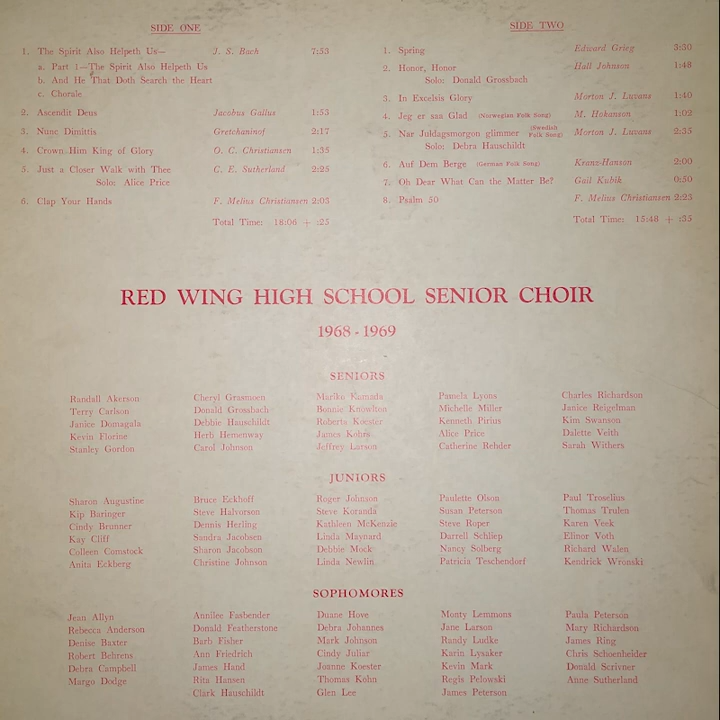 SIDE ONE
1. The Spirit Also Helpeth Us— J. S. Bach 7:53
a. Part 1—The Spirit Also Helpeth Us
b. And He That Doth Search the Heart
c. Chorale
2. Ascendit Deus Jacobus Gallus 1:53
3. Nunc Dimittis Gretchaninof 2:17
4. Crown Him King of Glory O. C. Christiansen 1:35
5. Just a Closer Walk with Thee C. E. Sutherland 2:25
Solo: Alice Price
6. Clap Your Hands F. Melius Christiansen 2:03
Total Time: 18:06 + :25
SIDE TWO
1. Spring Edward Grieg 3:30
2. Honor, Honor Hall Johnson 1:48
Solo: Donald Grossbach
3. In Excelsis Glory Morton J. Luvaas 1:40
4. Jeg er saa Glad (Norwegian Folk Song) M. Hokanson 1:02
5. Nar Juldagsmorgon glimmer (Swedish Folk Song) Morton J. Luvans 2:35
Solo: Debra Hauschildt
6. Auf Dem Berge (German Folk Song) Kranz-Hanson 2:00
7. Oh Dear What Can the Matter Be? Gail Kubik 0:50
8. Psalm 50 F. Melius Christiansen 2:23
Total Time: 15:48 + :35
RED WING HIGH SCHOOL SENIOR CHOIR
1968 - 1969
SENIORS
Randall Akerson Cheryl Grasmoen Mariko Kamada Pamela Lyons Charles Richardson
Terry Carlson Donald Grossbach Bonnie Knowlton Michelle Miller Janice Reigelman
Janice Domagala Debbie Hauschildt Roberta Koester Kenneth Pirius Kim Swanson
Kevin Florine Herb Hemenway James Kohrs Alice Price Dalette Veith
Stanley Gordon Carol Johnson Jeffrey Larson Catherine Rehder Sarah Withers
JUNIORS
Sharon Augustine Bruce Eckhoff Roger Johnson Paulette Olson Paul Troselius
Kip Baringer Steve Halvorson Steve Koranda Susan Peterson Thomas Trulen
Cindy Brunner Dennis Herling Kathleen McKenzie Steve Roper Karen Veek
Kay Cliff Sandra Jacobsen Linda Maynard Darrell Schliep Elinor Voth
Colleen Comstock Sharon Jacobson Debbie Mock Nancy Solberg Richard Walen
Anita Eckberg Christine Johnson Linda Newlin Patricia Teschendorf Kendrick Wronski
SOPHOMORES
Jean Allyn Annilee Fasbender Duane Hove Monty Lemmons Paula Peterson
Rebecca Anderson Donald Featherstone Debra Johannes Jane Larson Mary Richardson
Denise Baxter Barb Fisher Mark Johnson Randy Ludke James Ring
Robert Behrens Ann Friedrich Cindy Juliar Karin Lysaker Chris Schoenheider
Debra Campbell James Hand Joanne Koester Kevin Mark Donald Scrivner
Margo Dodge Rita Hansen Thomas Kohn Regis Pelowski Anne Sutherland
Clark Hauschildt Glen Lee James Peterson